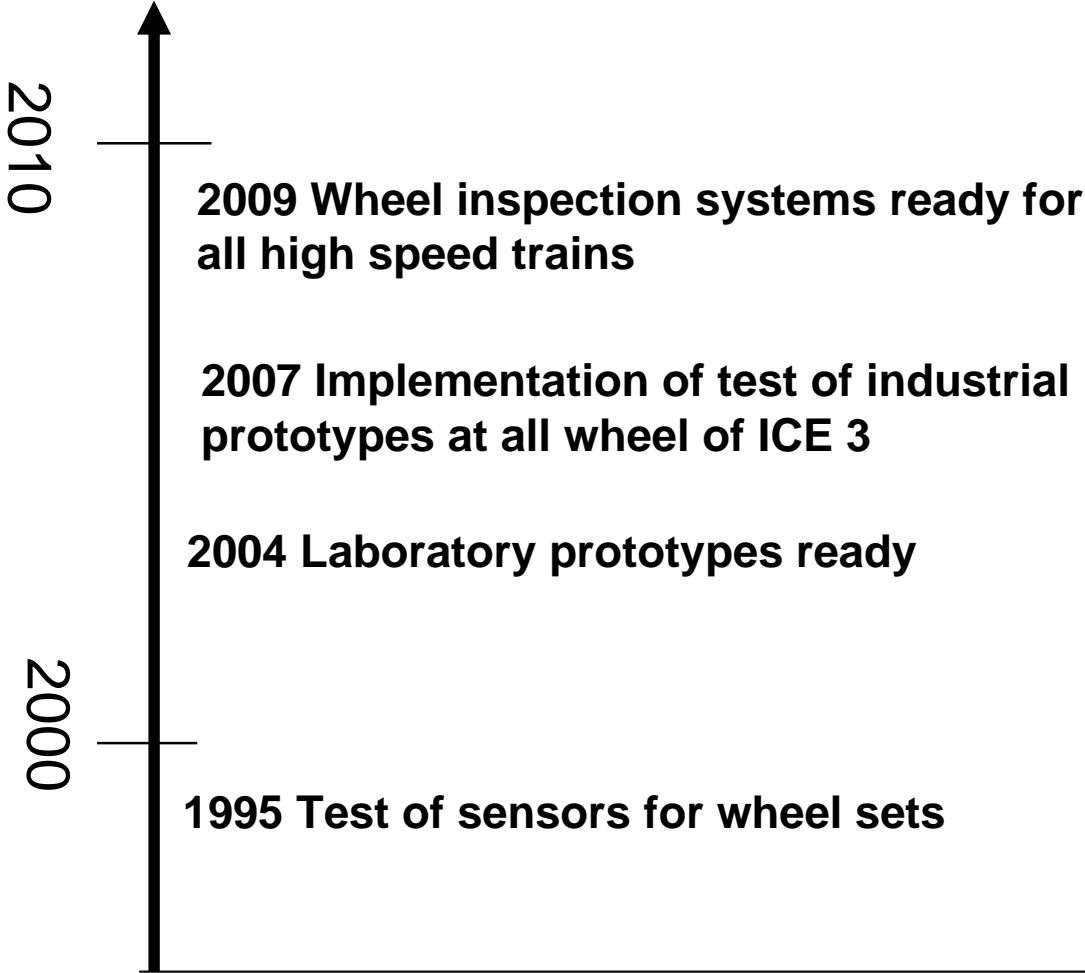 2010
2009 Wheel inspection systems ready for
all high speed trains
2007 Implementation of test of industrial
prototypes at all wheel of ICE 3
2004 Laboratory prototypes ready
2000
1995 Test of sensors for wheel sets